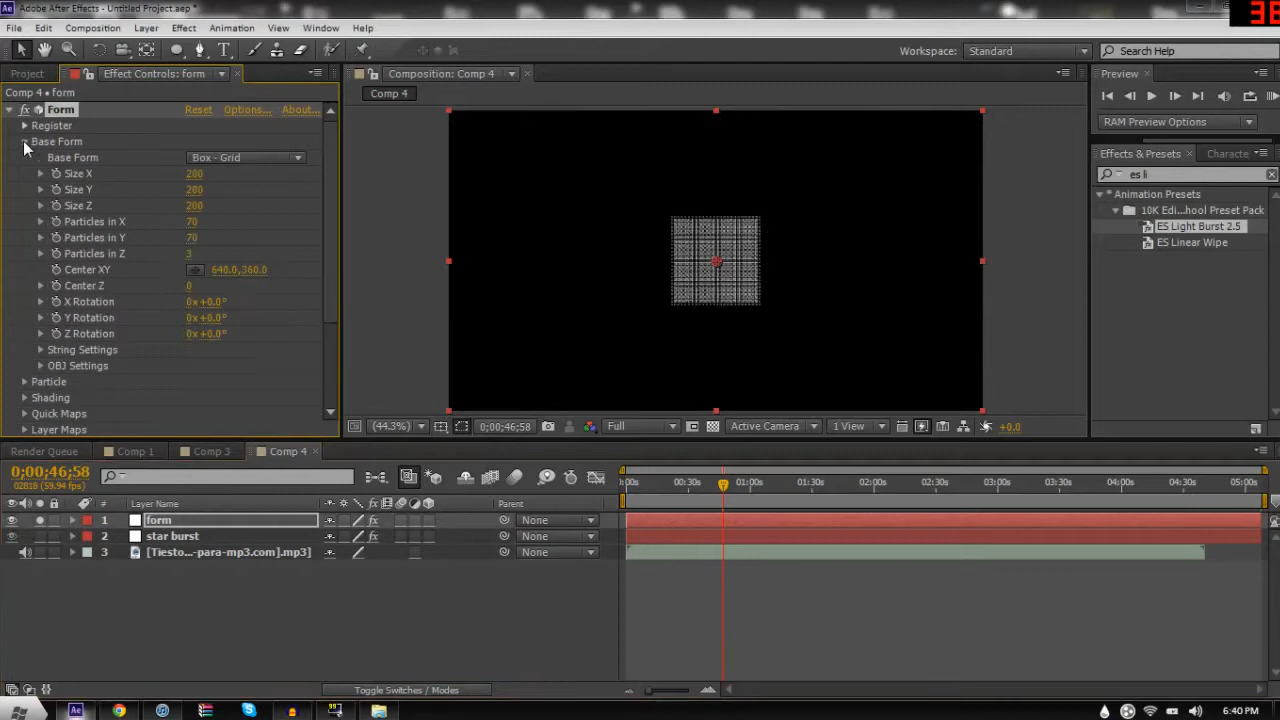 Adobe After Effects - Untitled Project.aep *
File Edit Composition Layer Effect Animation View Window Help
Workspace: Standard Search Help
Project Effect Controls: form Composition: Comp 4 Preview
Comp 4 • form
Comp 4
Form Reset Options... About...
Register
Base Form
Base Form Box - Grid
Size X 200
Size Y 200
Size Z 200
Particles in X 70
Particles in Y 70
Particles in Z 3
Center XY 640.0,360.0
Center Z 0
X Rotation 0x+0.0°
Y Rotation 0x+0.0°
Z Rotation 0x+0.0°
String Settings
OBJ Settings
Particle
Shading
Quick Maps
Layer Maps
RAM Preview Options
Effects & Presets Characte
es li
* Animation Presets
10K Edi...hool Preset Pack
ES Light Burst 2.5
ES Linear Wipe
(44.3%) 0;00;46;58 Full Active Camera 1 View +0.0
Render Queue Comp 1 Comp 3 Comp 4
0;00;46;58
02818 (59.94 fps)
00s 00:30s 01:00s 01:30s 02:00s 02:30s 03:00s 03:30s 04:00s 04:30s 05:00s
# Layer Name Parent
1 form None
2 star burst None
3 [Tiesto...-para-mp3.com].mp3] None
Toggle Switches / Modes
6:40 PM